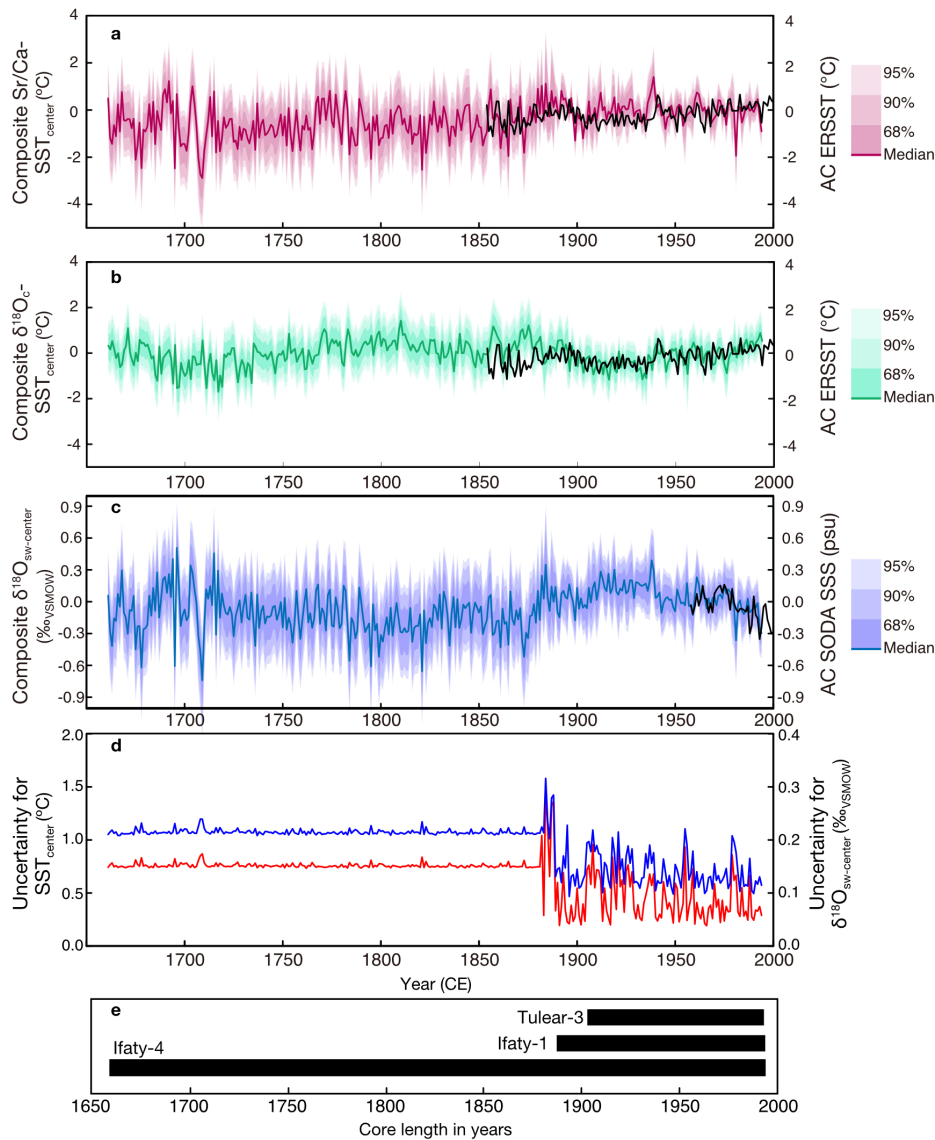 a
Composite Sr/Ca-
SST center (°C)
4
2
0
-2
-4
4
2
0
-2
-4
AC ERSST (°C)
1700 1750 1800 1850 1900 1950 2000
95%
90%
68%
Median
b
Composite δ¹⁸Oc-
SST center (°C)
4
2
0
-2
-4
4
2
0
-2
-4
AC ERSST (°C)
1700 1750 1800 1850 1900 1950 2000
95%
90%
68%
Median
c
Composite δ¹⁸Osw-center
(‰VSMOW)
0.9
0.6
0.3
0.0
-0.3
-0.6
-0.9
0.9
0.6
0.3
0.0
-0.3
-0.6
-0.9
AC SODA SSS (psu)
1700 1750 1800 1850 1900 1950 2000
95%
90%
68%
Median
d
Uncertainty for
SST center (°C)
2.0
1.5
1.0
0.5
0.0
0.4
0.3
0.2
0.1
0.0
Uncertainty for
δ¹⁸Osw-center (‰VSMOW)
1700 1750 1800 1850 1900 1950 2000
Year (CE)
e
Tulear-3
Ifaty-1
Ifaty-4
1650 1700 1750 1800 1850 1900 1950 2000
Core length in years